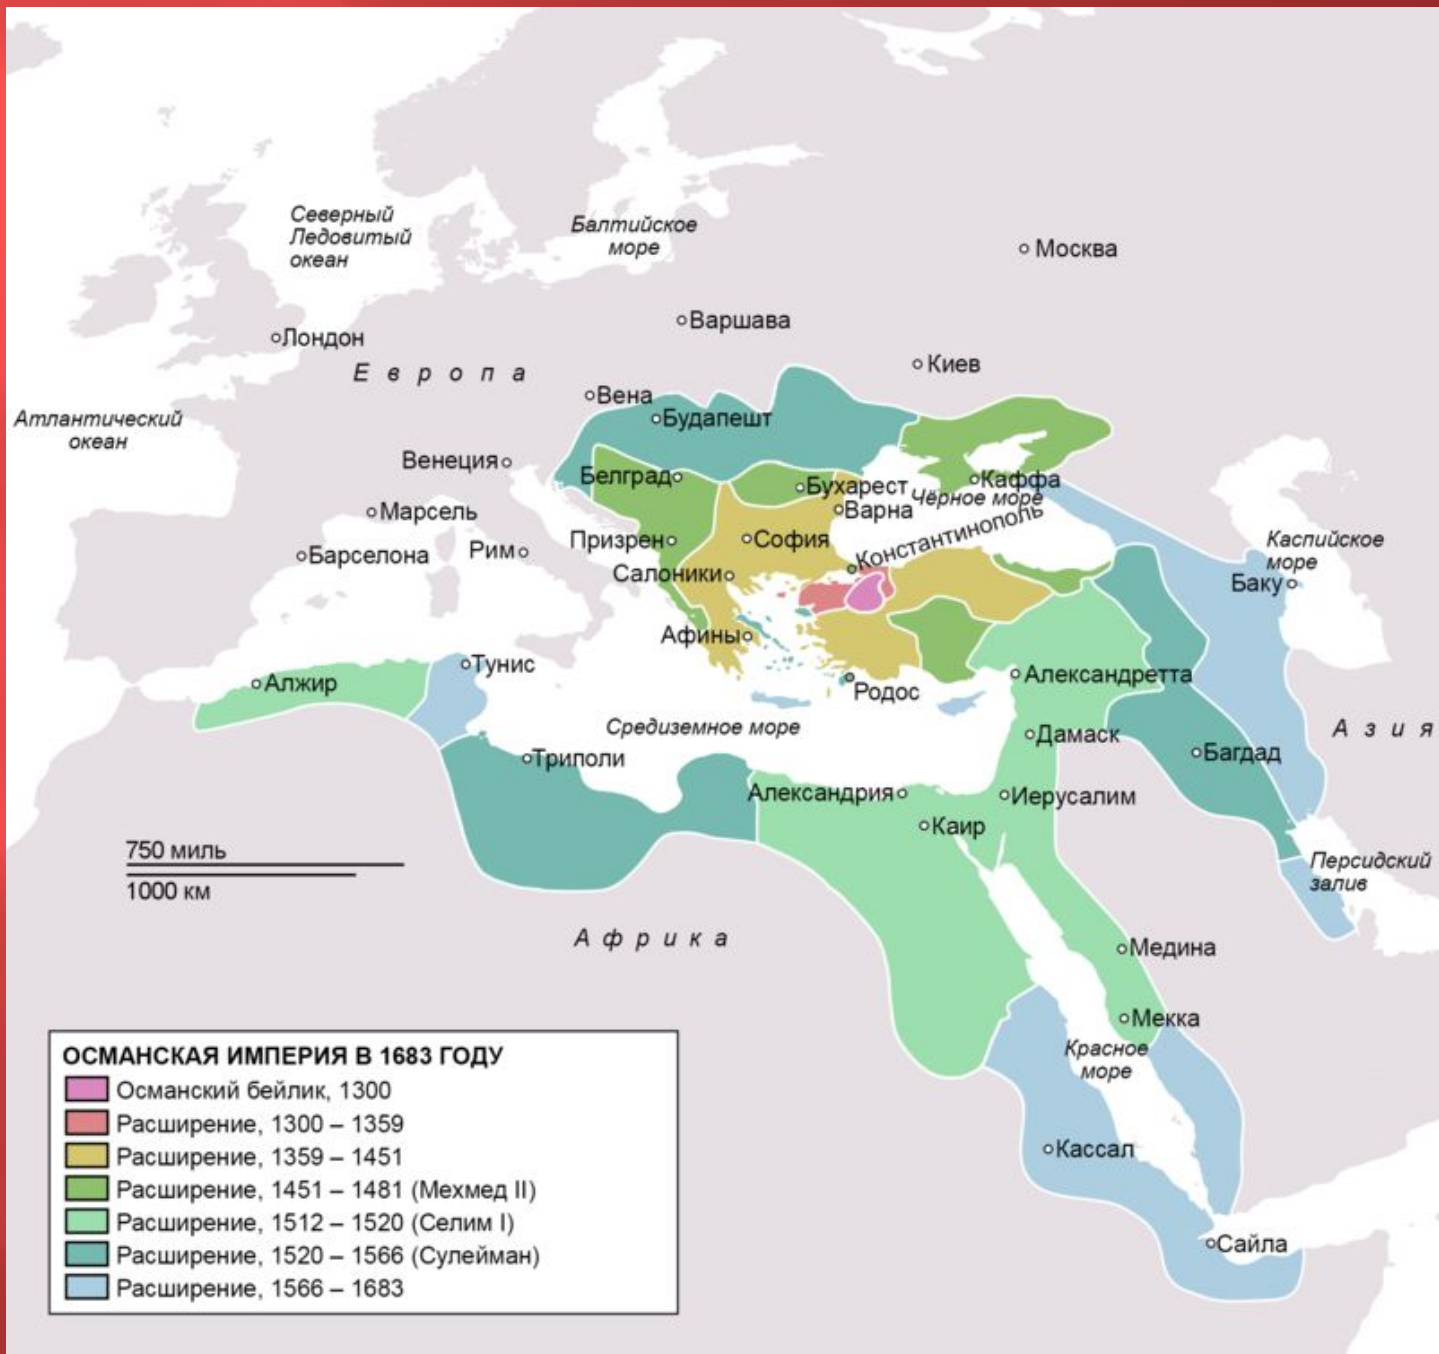 Северный
Ледовитый
океан
Балтийское
море
Москва
Варшава
Лондон
Европа
Киев
Вена
Атлантический
океан
Будапешт
Венеция
Белград
Бухарест
Каффа
Чёрное море
Марсель
Варна
Константинополь
Барселона
Рим
Призрен
София
Каспийское
море
Салоники
Баку
Афины
Тунис
Алжир
Александретта
Родос
Средиземное море
Азия
Дамаск
Багдад
Триполи
Александрия
Иерусалим
Каир
750 миль
1000 км
Персидский
залив
Африка
Медина
Мекка
Красное
море
Кассал
Сайла
ОСМАНСКАЯ ИМПЕРИЯ В 1683 ГОДУ
Османский бейлик, 1300
Расширение, 1300 – 1359
Расширение, 1359 – 1451
Расширение, 1451 – 1481 (Мехмед II)
Расширение, 1512 – 1520 (Селим I)
Расширение, 1520 – 1566 (Сулейман)
Расширение, 1566 – 1683